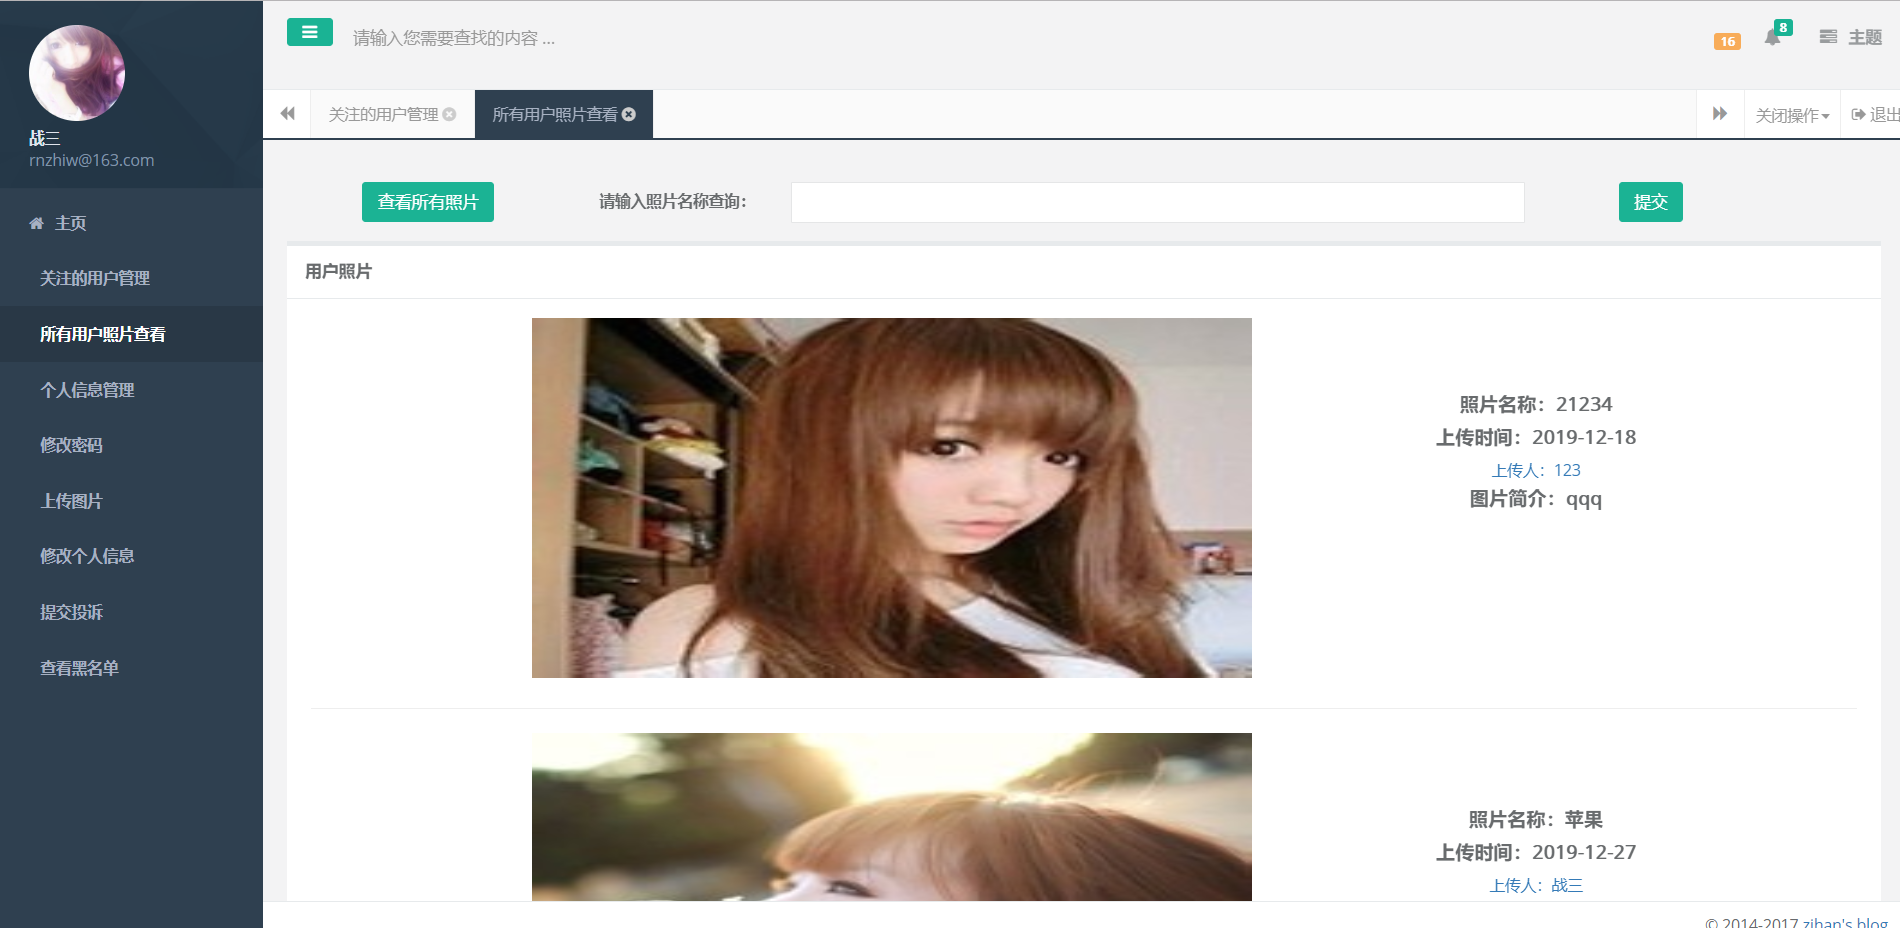 战三
rnzhiw@163.com
主页
关注的用户管理
所有用户照片查看
个人信息管理
修改密码
上传图片
修改个人信息
提交投诉
查看黑名单
请输入您需要查找的内容 ...
16
8
主题
关注的用户管理
所有用户照片查看
关闭操作
退出
查看所有照片
请输入照片名称查询：
提交
用户照片
照片名称：21234
上传时间：2019-12-18
上传人：123
图片简介：qqq
照片名称：苹果
上传时间：2019-12-27
上传人：战三
© 2014-2017 zihan's blog